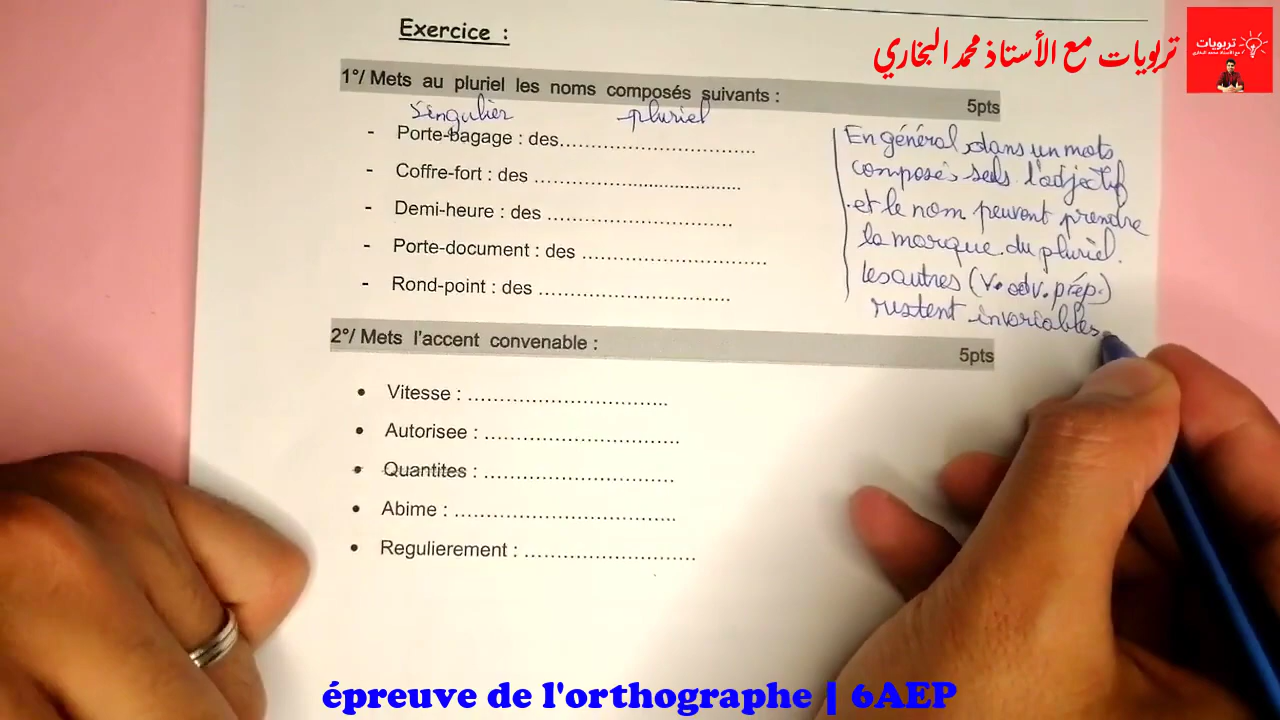 Exercice :
تربويات مع الأستاذ محمد البخاري
تربويات
1°/ Mets au pluriel les noms composés suivants :
5pts
singulier pluriel
- Porte-bagage : des……………………………..
- Coffre-fort : des ……………......................
- Demi-heure : des ……………………………
- Porte-document : des …………………………….
- Rond-point : des ……………………………..
En général, dans un mots
composés seuls l'adjectif
et le nom peuvent prendre
la marque du pluriel.
les autres (v. adv. prép.)
restent invariables
2°/ Mets l'accent convenable :
5pts
• Vitesse : ……………………………..
• Autorisee : …………………………….
• Quantites : …………………………….
• Abime : ………………………………..
• Regulierement : …………………………
épreuve de l'orthographe | 6AEP